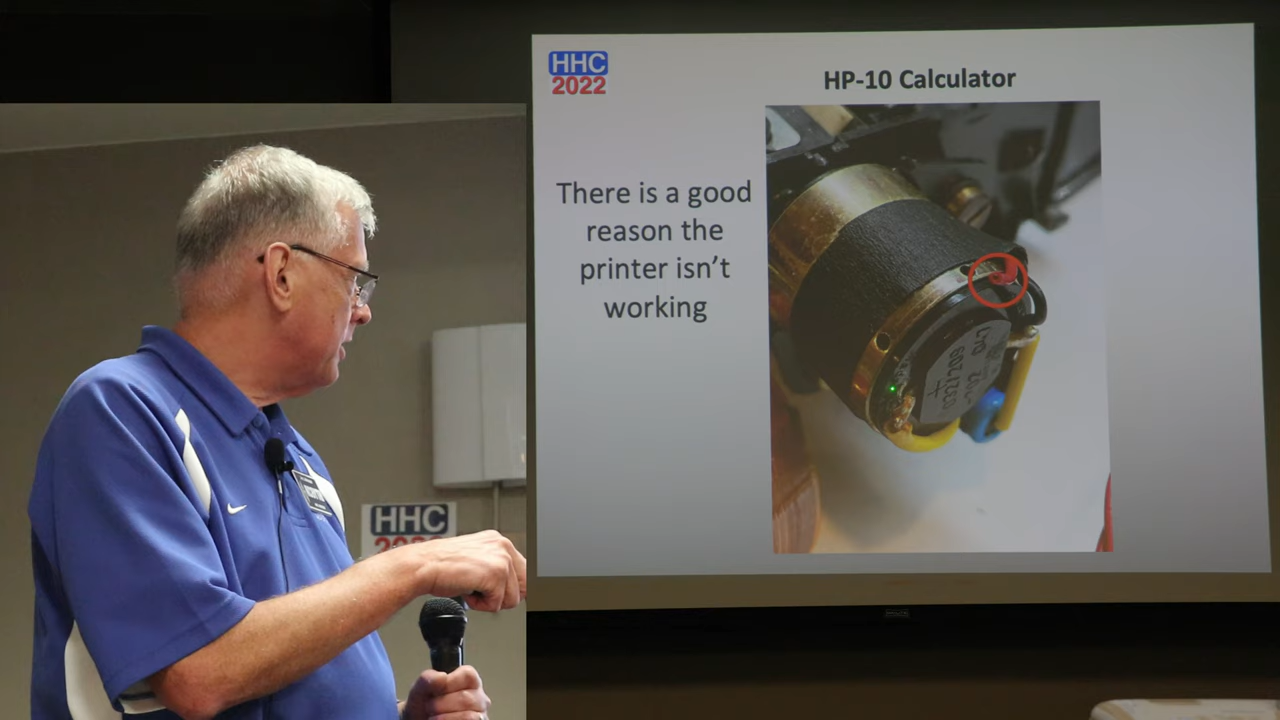 HHC
2022
HP-10 Calculator
There is a good
reason the
printer isn't
working
HHC